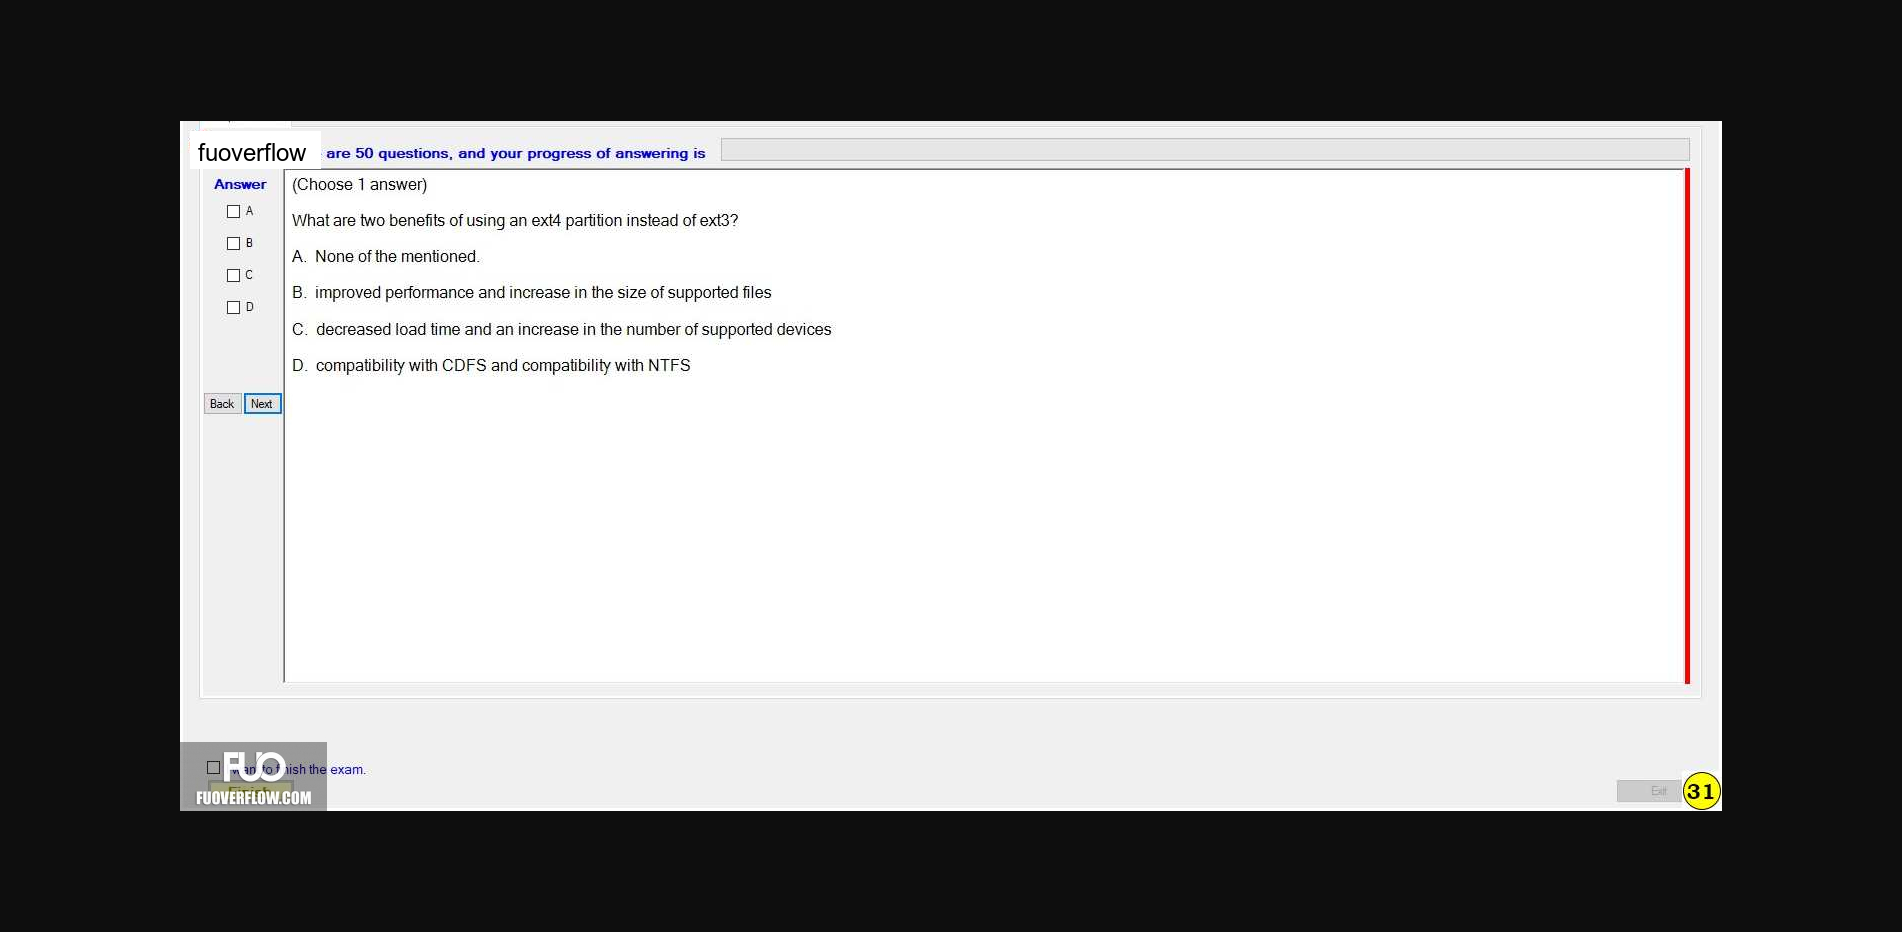 fuoverflow are 50 questions, and your progress of answering is
Answer
A
B
C
D
Back Next
(Choose 1 answer)
What are two benefits of using an ext4 partition instead of ext3?
A. None of the mentioned.
B. improved performance and increase in the size of supported files
C. decreased load time and an increase in the number of supported devices
D. compatibility with CDFS and compatibility with NTFS
want to finish the exam.
Finish
FUO
FUOVERFLOW.COM
Exit
31